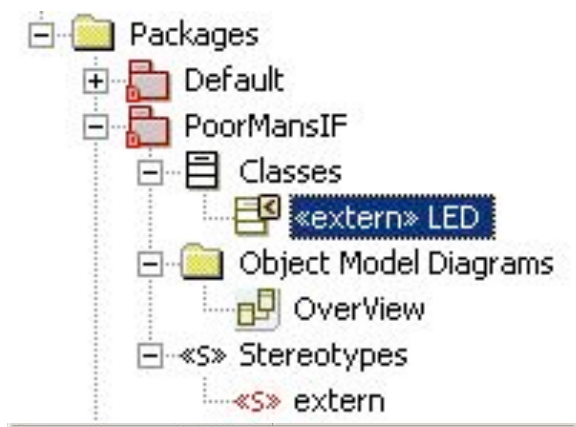 Packages
Default
PoorMansIF
Classes
«extern» LED
Object Model Diagrams
OverView
«S» Stereotypes
«S» extern